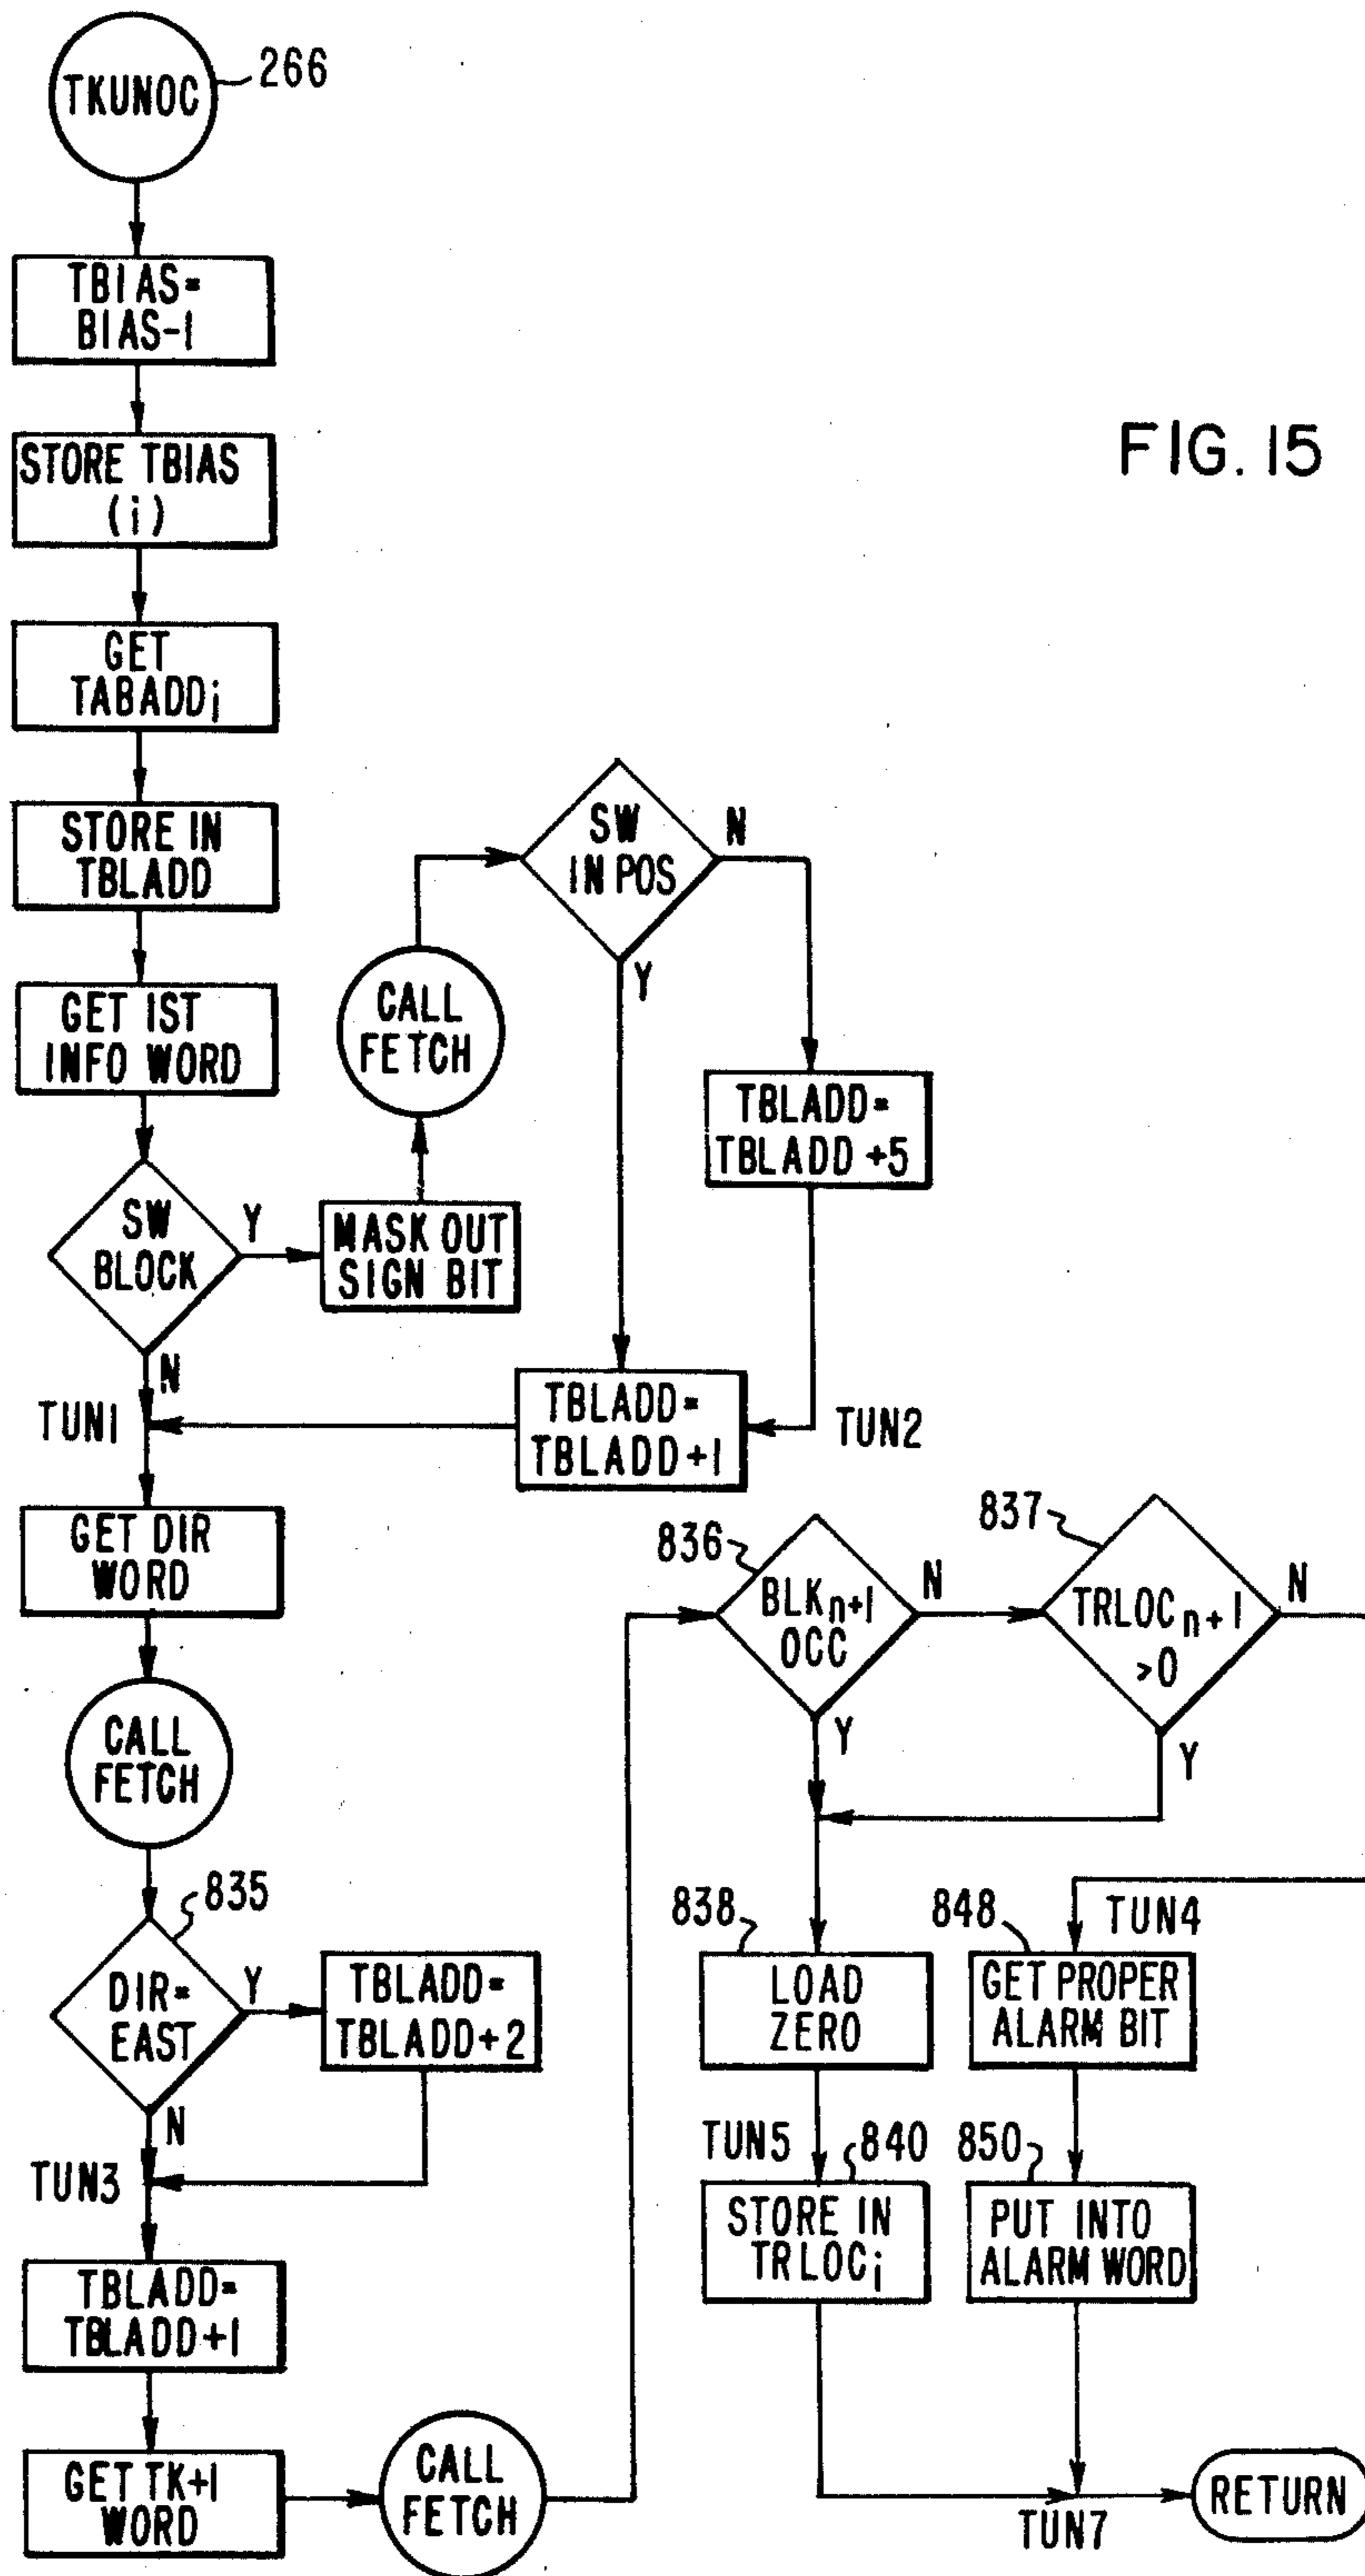 TKUNOC
266
TBIAS=
BIAS-1
FIG. 15
STORE TBIAS
(i)
GET
TABADDi
STORE IN
TBLADD
GET 1ST
INFO WORD
SW
BLOCK
Y
N
MASK OUT
SIGN BIT
CALL
FETCH
SW
IN POS
N
Y
TBLADD=
TBLADD+5
TUN2
TBLADD=
TBLADD+1
TUN1
GET DIR
WORD
CALL
FETCH
835
DIR=
EAST
Y
N
TBLADD=
TBLADD+2
TUN3
TBLADD=
TBLADD+1
GET TK+1
WORD
CALL
FETCH
836
BLKn+1
OCC
N
Y
837
TRLOCn+1
>0
N
Y
838
LOAD
ZERO
TUN5
840
STORE IN
TRLOCi
TUN4
848
GET PROPER
ALARM BIT
850
PUT INTO
ALARM WORD
TUN7
RETURN